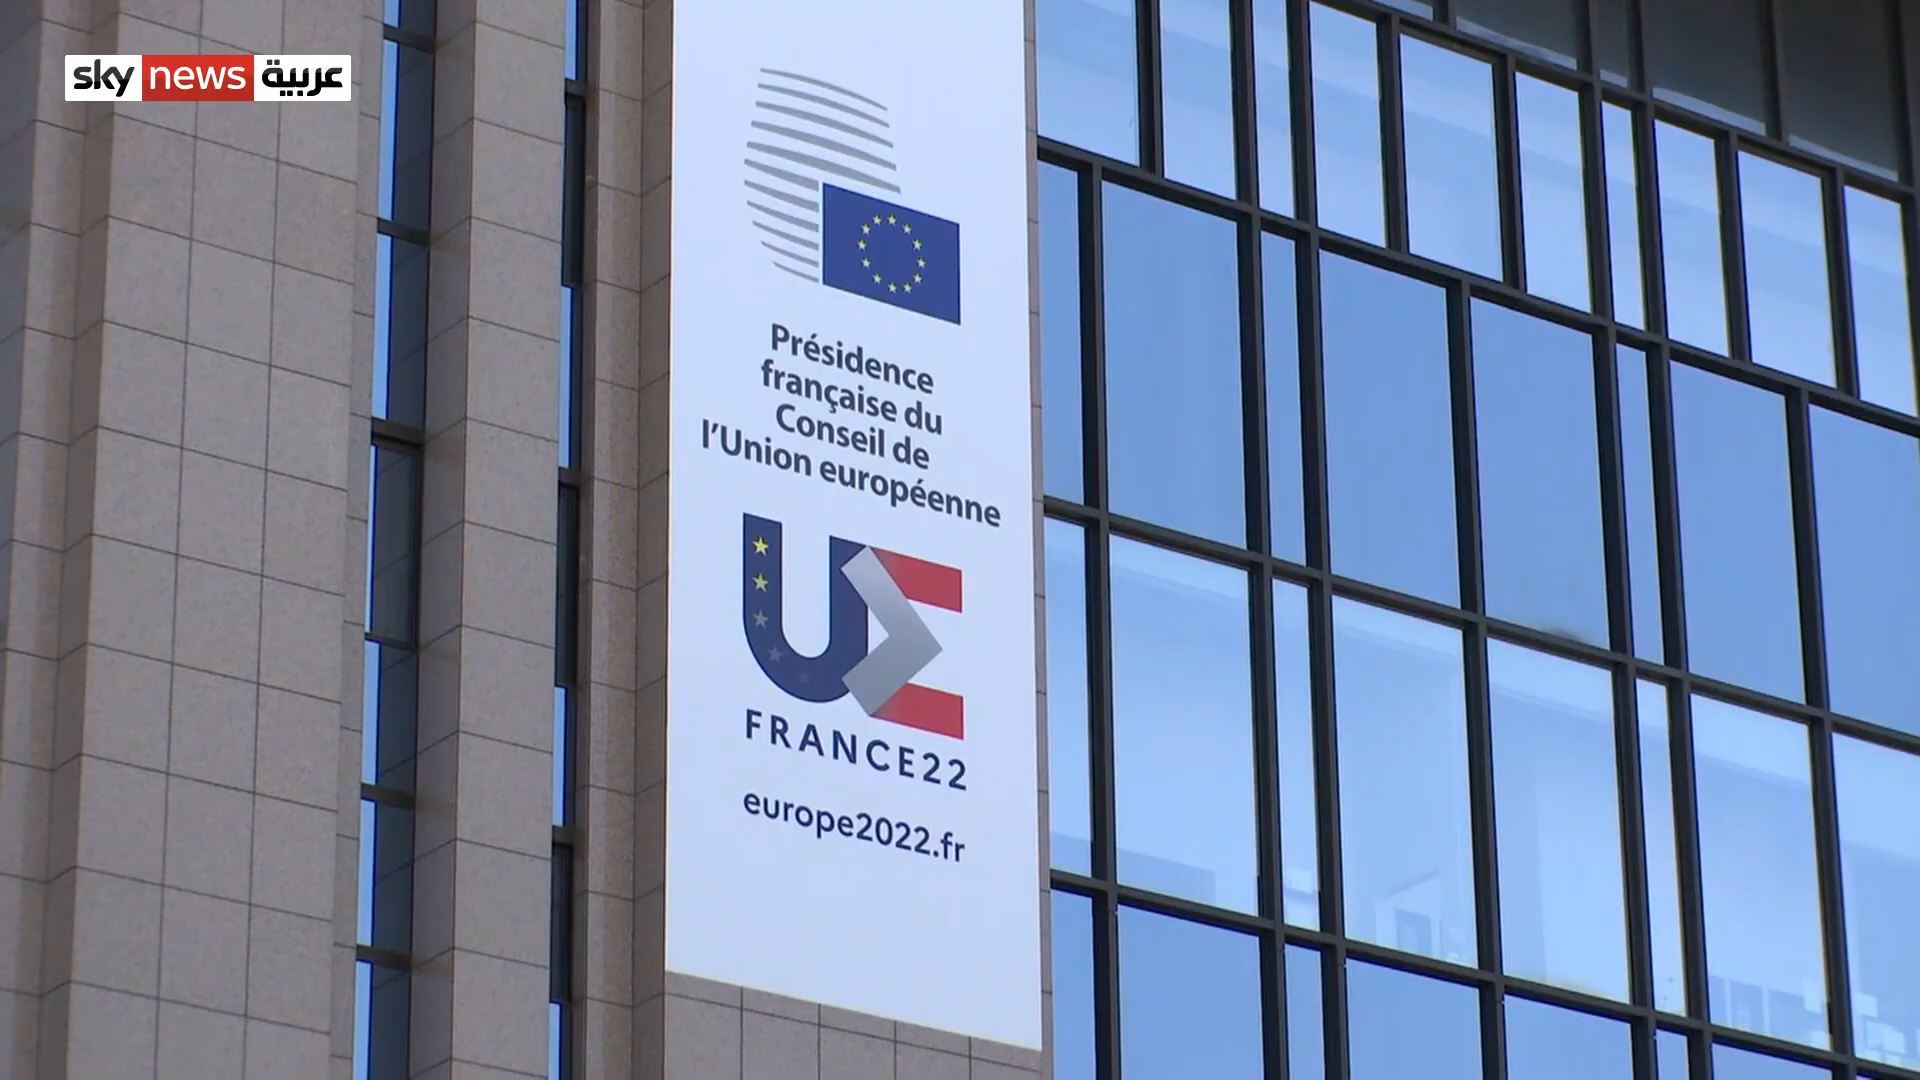 sky news عربية
Présidence
française du
Conseil de
l'Union européenne
UE
FRANCE22
europe2022.fr